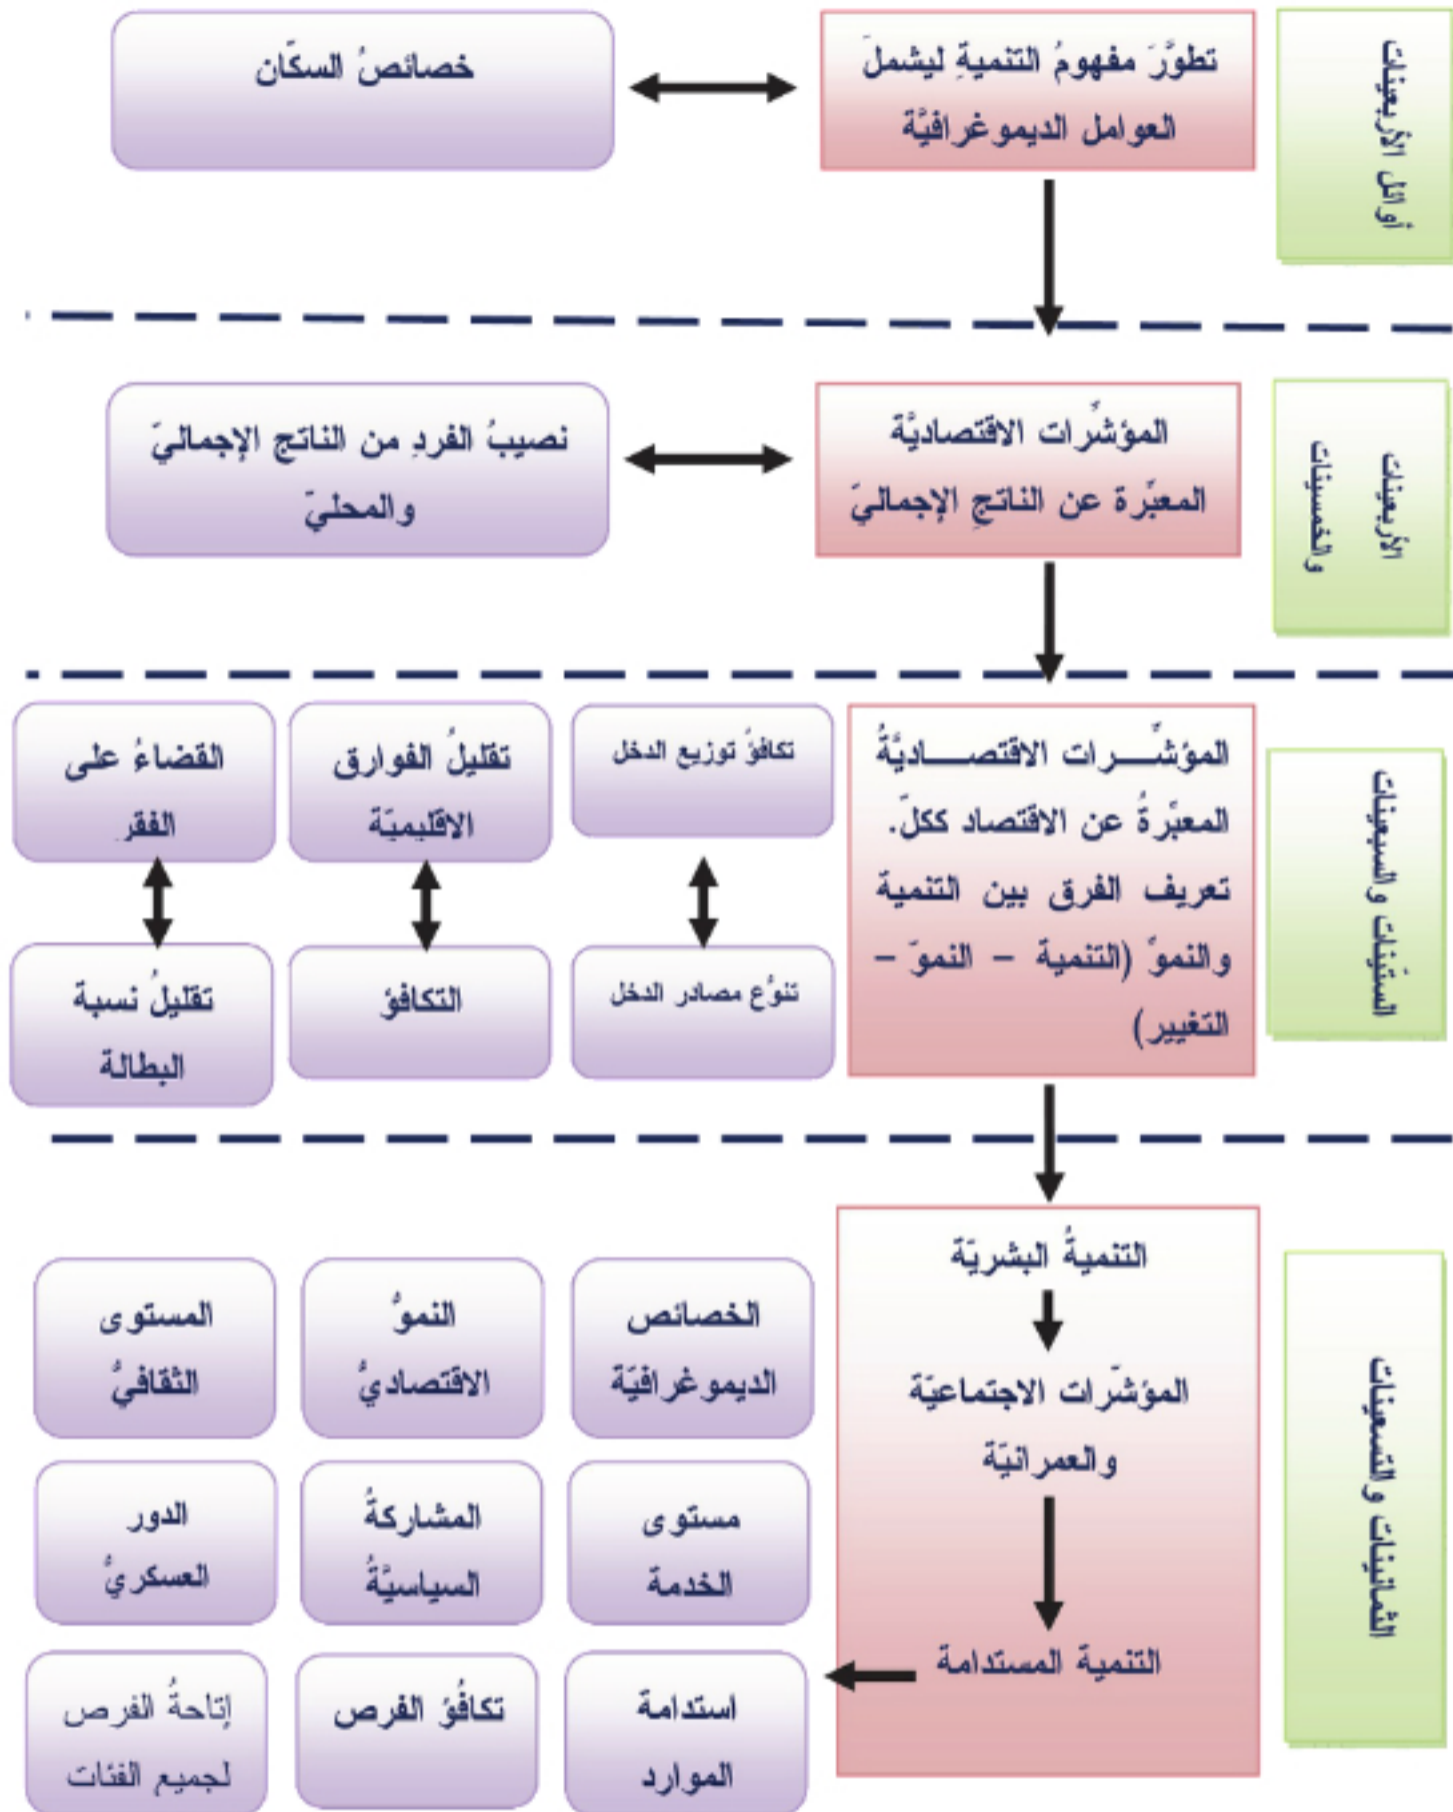 أوائل الأربعينات
تطوَّرَ مفهومُ التنميةِ ليشملَ
العوامل الديموغرافيَّة
خصائصُ السكّان
الأربعينات
والخمسينات
المؤشِّرات الاقتصاديَّة
المعبِّرة عن الناتجِ الإجماليّ
نصيبُ الفردِ من الناتج الإجماليّ
والمحليّ
الستّينات والسبعينات
المؤشِّـــرات الاقتصـــاديَّةُ
المعبِّرةُ عن الاقتصاد ككلّ.
تعريف الفرق بين التنمية
والنموّ (التنمية – النموّ –
التغيير)
تكافؤُ توزيع الدخل
تقليلُ الفوارق
الاقليميّة
القضاءُ على
الفقر
تنوُّع مصادر الدخل
التكافؤ
تقليلُ نسبة
البطالة
الثمانينات والتسعينات
التنميةُ البشريّة
المؤشّرات الاجتماعيّة
والعمرانيّة
التنمية المستدامة
الخصائص
الديموغرافيّة
النموُّ
الاقتصاديُّ
المستوى
الثقافيُّ
مستوى
الخدمة
المشاركةُ
السياسيَّةُ
الدور
العسكريُّ
استدامة
الموارد
تكافُؤ الفرص
إتاحةُ الفرص
لجميع الفئات